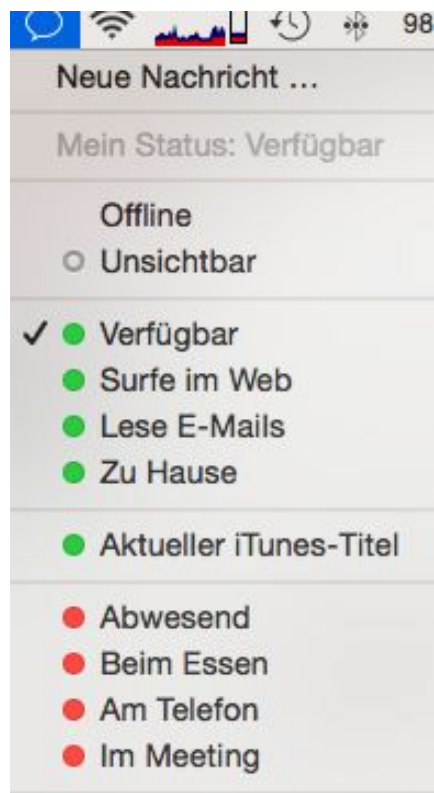 98
Neue Nachricht ...
Mein Status: Verfügbar
Offline
Unsichtbar
Verfügbar
Surfe im Web
Lese E-Mails
Zu Hause
Aktueller iTunes-Titel
Abwesend
Beim Essen
Am Telefon
Im Meeting